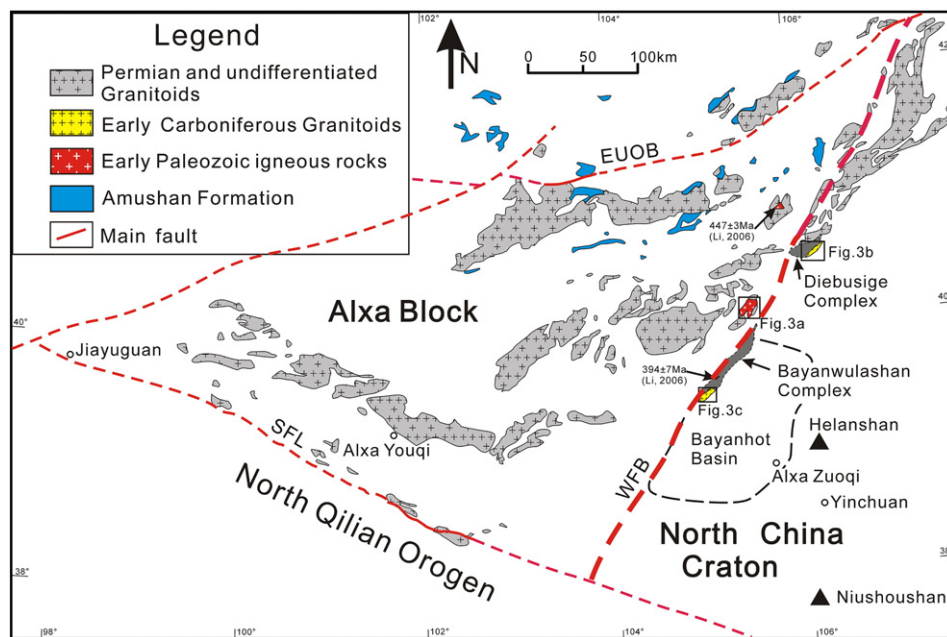 Legend
Permian and undifferentiated
Granitoids
Early Carboniferous Granitoids
Early Paleozoic igneous rocks
Amushan Formation
Main fault
102°
104°
106°
42
N
0 50 100km
EUOB
447±3Ma
(Li, 2006)
Fig.3b
Diebusige
Complex
40
40°
Alxa Block
Fig.3a
Jiayuguan
394±7Ma
(Li, 2006)
Bayanwulashan
Complex
Fig.3c
Helanshan
SFL
Alxa Youqi
Bayanhot
Basin
WFB
Alxa Zuoqi
Yinchuan
North Qilian Orogen
North China
Craton
38°
38
Niushoushan
98°
100°
102°
104°
106°